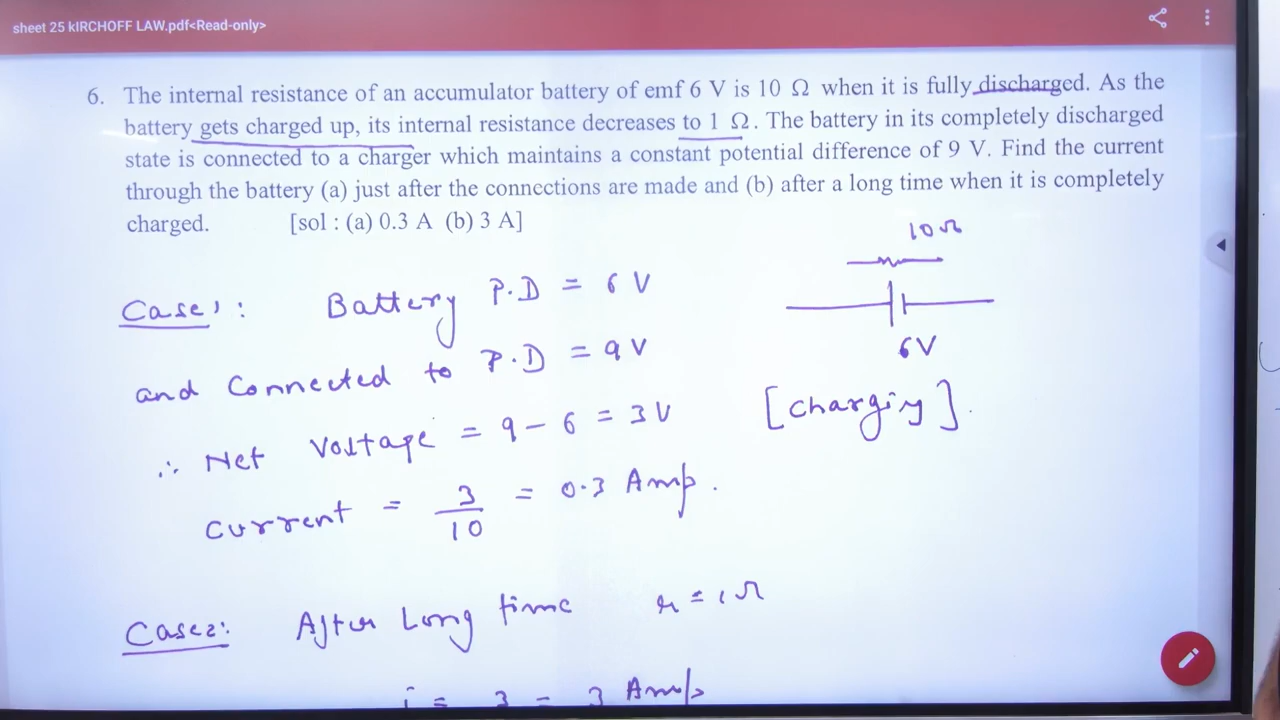 sheet 25 kIRCHOFF LAW.pdf<Read-only>
6. The internal resistance of an accumulator battery of emf 6 V is 10 Ω when it is fully discharged. As the
battery gets charged up, its internal resistance decreases to 1 Ω. The battery in its completely discharged
state is connected to a charger which maintains a constant potential difference of 9 V. Find the current
through the battery (a) just after the connections are made and (b) after a long time when it is completely
charged. [sol : (a) 0.3 A (b) 3 A]
10Ω
Case1: Battery P.D = 6 V
6V
and Connected to P.D = 9V
[Charging].
∴ Net Voltage = 9 - 6 = 3V
Current = 3/10 = 0.3 Amp.
Case2: After Long time r = 1Ω
i = 3 = 3 Amp